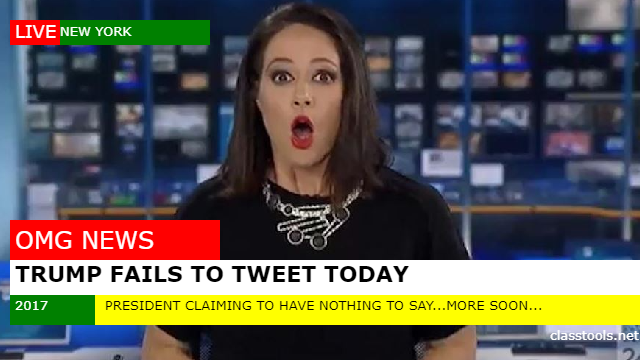 LIVE NEW YORK
OMG NEWS
TRUMP FAILS TO TWEET TODAY
2017 PRESIDENT CLAIMING TO HAVE NOTHING TO SAY...MORE SOON...
classtools.net